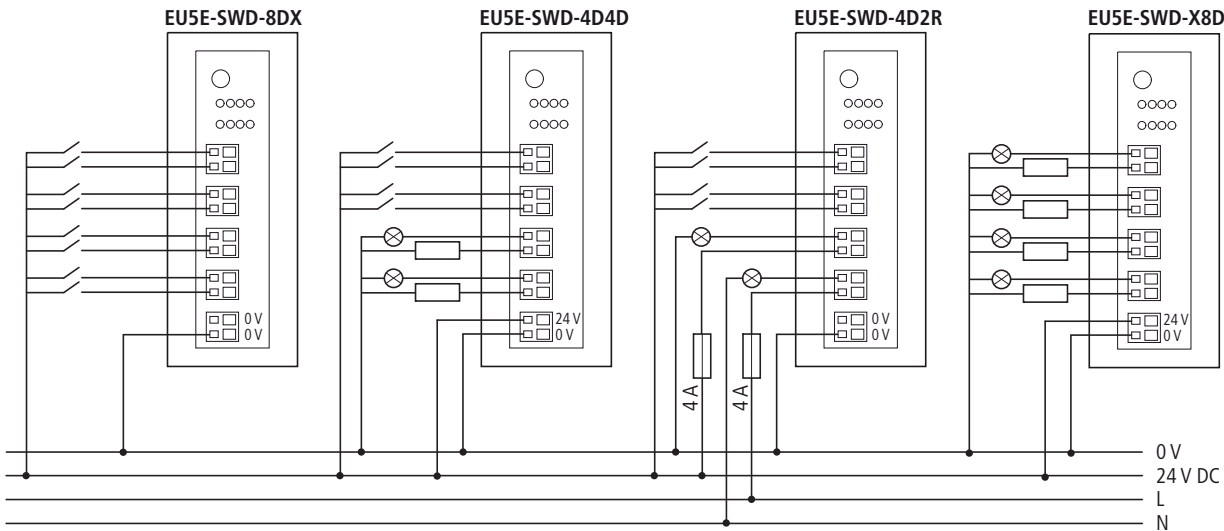 EU5E-SWD-8DX
EU5E-SWD-4D4D
EU5E-SWD-4D2R
EU5E-SWD-X8D
0 V
0 V
24 V
0 V
0 V
0 V
24 V
0 V
4 A
4 A
0 V
24 V DC
L
N